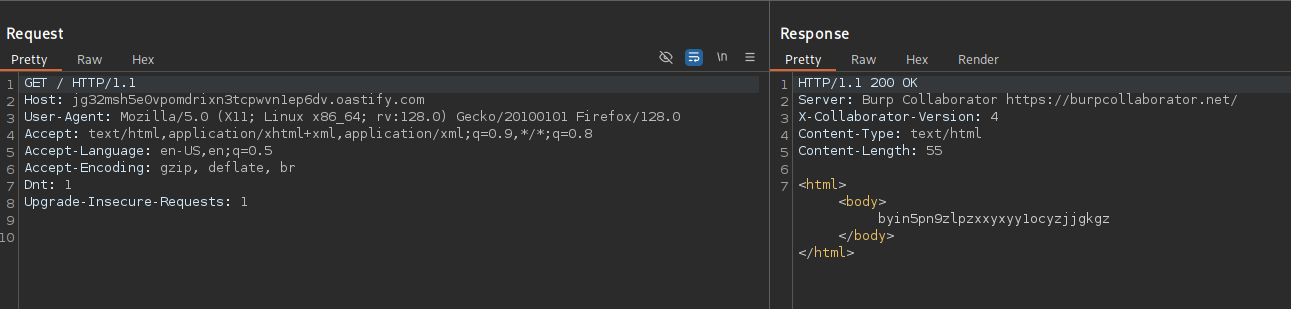 Request
Pretty Raw Hex
\n
1 GET / HTTP/1.1
2 Host: jg32msh5e0vpomdrixn3tcpwvn1ep6dv.oastify.com
3 User-Agent: Mozilla/5.0 (X11; Linux x86_64; rv:128.0) Gecko/20100101 Firefox/128.0
4 Accept: text/html,application/xhtml+xml,application/xml;q=0.9,*/*;q=0.8
5 Accept-Language: en-US,en;q=0.5
6 Accept-Encoding: gzip, deflate, br
7 Dnt: 1
8 Upgrade-Insecure-Requests: 1
9
10
Response
Pretty Raw Hex Render
1 HTTP/1.1 200 OK
2 Server: Burp Collaborator https://burpcollaborator.net/
3 X-Collaborator-Version: 4
4 Content-Type: text/html
5 Content-Length: 55
6
7 <html>
<body>
byin5pn9zlpzxxyxyy1ocyzjjgkgz
</body>
</html>